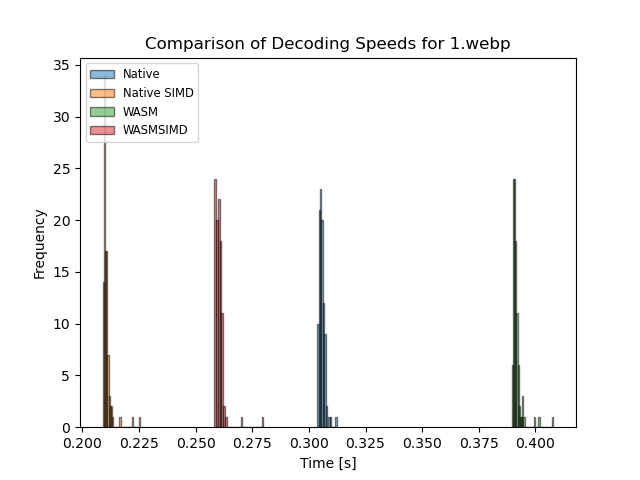 Comparison of Decoding Speeds for 1.webp
35
30
25
20
15
10
5
0
Frequency
Native
Native SIMD
WASM
WASMSIMD
0.200 0.225 0.250 0.275 0.300 0.325 0.350 0.375 0.400
Time [s]